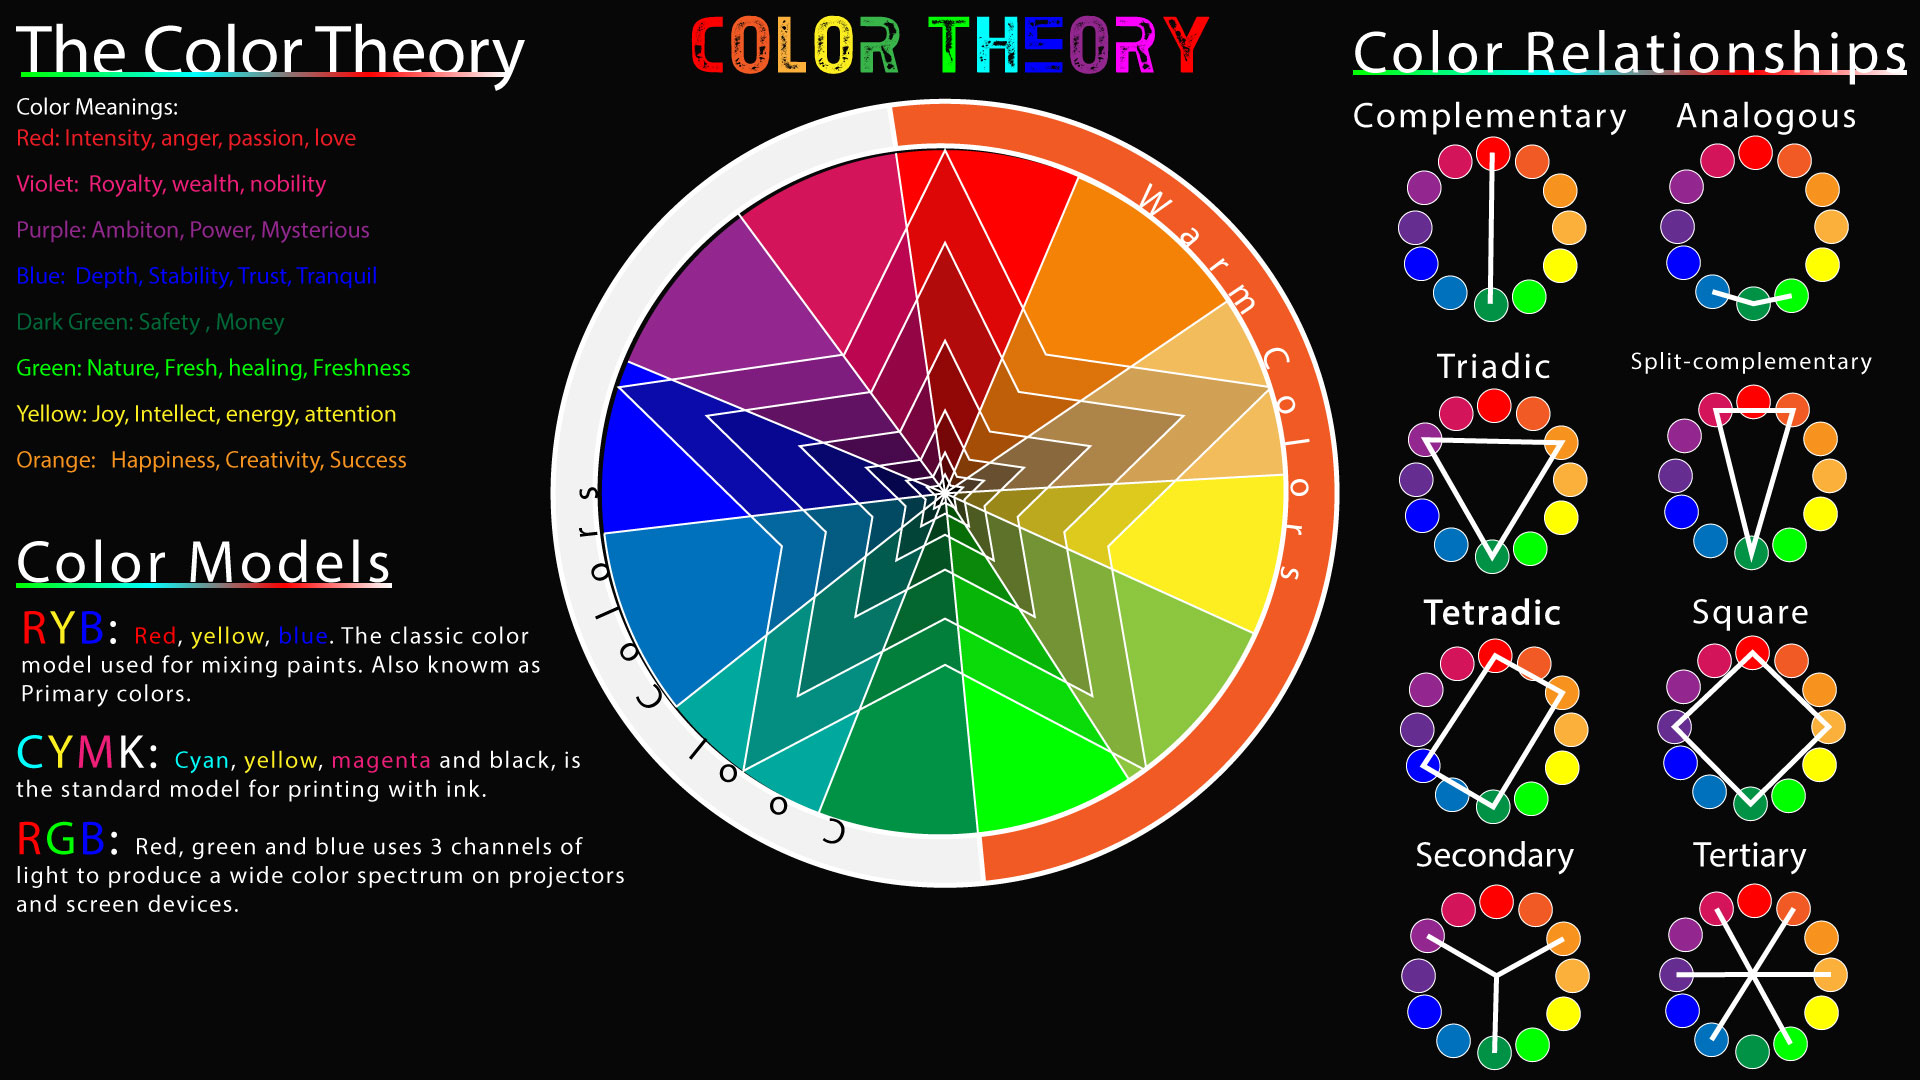 COLOR THEORY
The Color Theory
Color Meanings:
Red: Intensity, anger, passion, love
Violet:  Royalty, wealth, nobility
Purple: Ambiton, Power, Mysterious
Blue:  Depth, Stability, Trust, Tranquil
Dark Green: Safety , Money
Green: Nature, Fresh, healing, Freshness
Yellow: Joy, Intellect, energy, attention
Orange:   Happiness, Creativity, Success
Color Models
RYB: Red, yellow, blue. The classic color
model used for mixing paints. Also knowm as
Primary colors.
CYMK: Cyan, yellow, magenta and black, is
the standard model for printing with ink.
RGB: Red, green and blue uses 3 channels of
light to produce a wide color spectrum on projectors
and screen devices.
Warm Colors
Cool Colors
Color Relationships
Complementary
Analogous
Triadic
Split-complementary
Tetradic
Square
Secondary
Tertiary